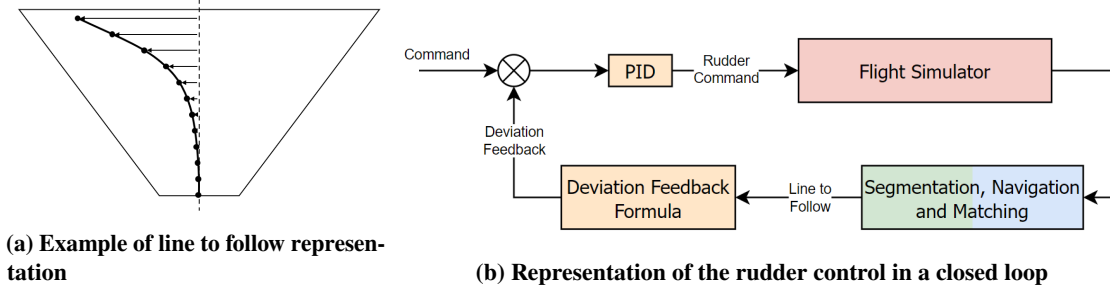 Command
PID
Rudder
Command
Flight Simulator
Deviation
Feedback
Deviation Feedback
Formula
Line to
Follow
Segmentation, Navigation
and Matching
(a) Example of line to follow represen-
tation
(b) Representation of the rudder control in a closed loop